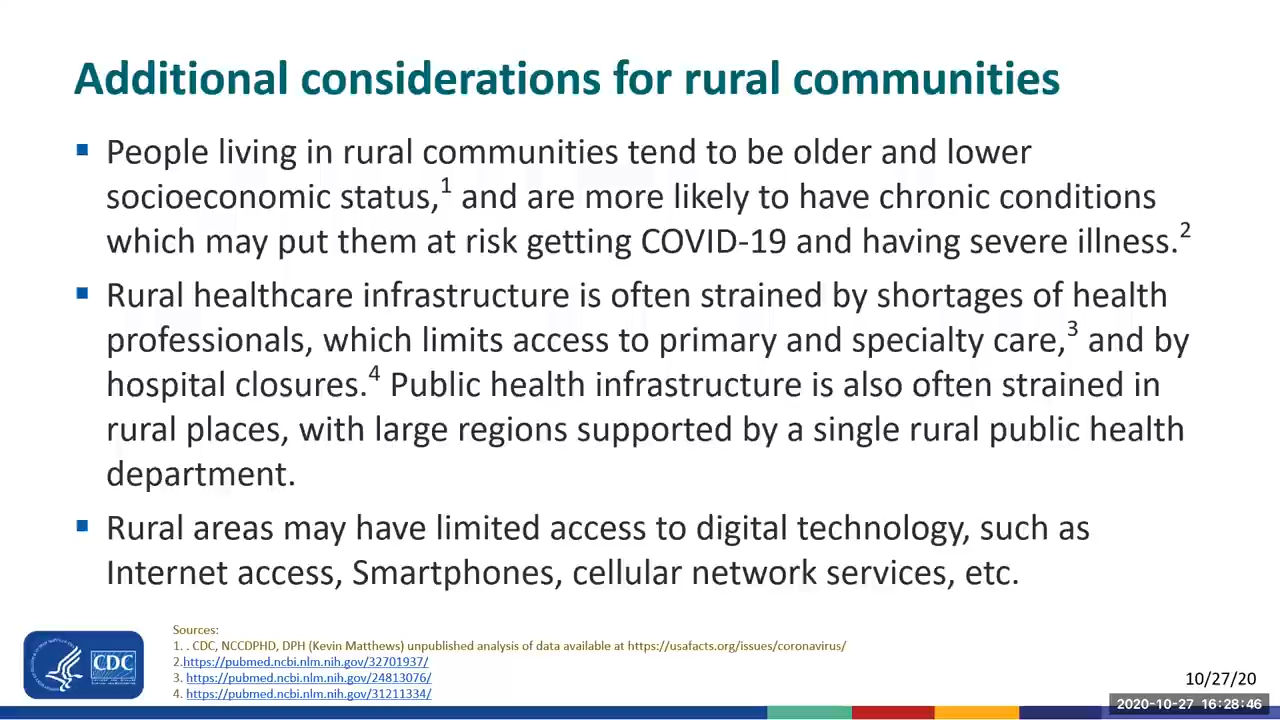 Additional considerations for rural communities
▪ People living in rural communities tend to be older and lower
socioeconomic status,1 and are more likely to have chronic conditions
which may put them at risk getting COVID-19 and having severe illness.2
▪ Rural healthcare infrastructure is often strained by shortages of health
professionals, which limits access to primary and specialty care,3 and by
hospital closures.4 Public health infrastructure is also often strained in
rural places, with large regions supported by a single rural public health
department.
▪ Rural areas may have limited access to digital technology, such as
Internet access, Smartphones, cellular network services, etc.
Sources:
1. . CDC, NCCDPHD, DPH (Kevin Matthews) unpublished analysis of data available at https://usafacts.org/issues/coronavirus/
2.https://pubmed.ncbi.nlm.nih.gov/32701937/
3. https://pubmed.ncbi.nlm.nih.gov/24813076/
4. https://pubmed.ncbi.nlm.nih.gov/31211334/
CDC
10/27/20
2020-10-27 16:28:46